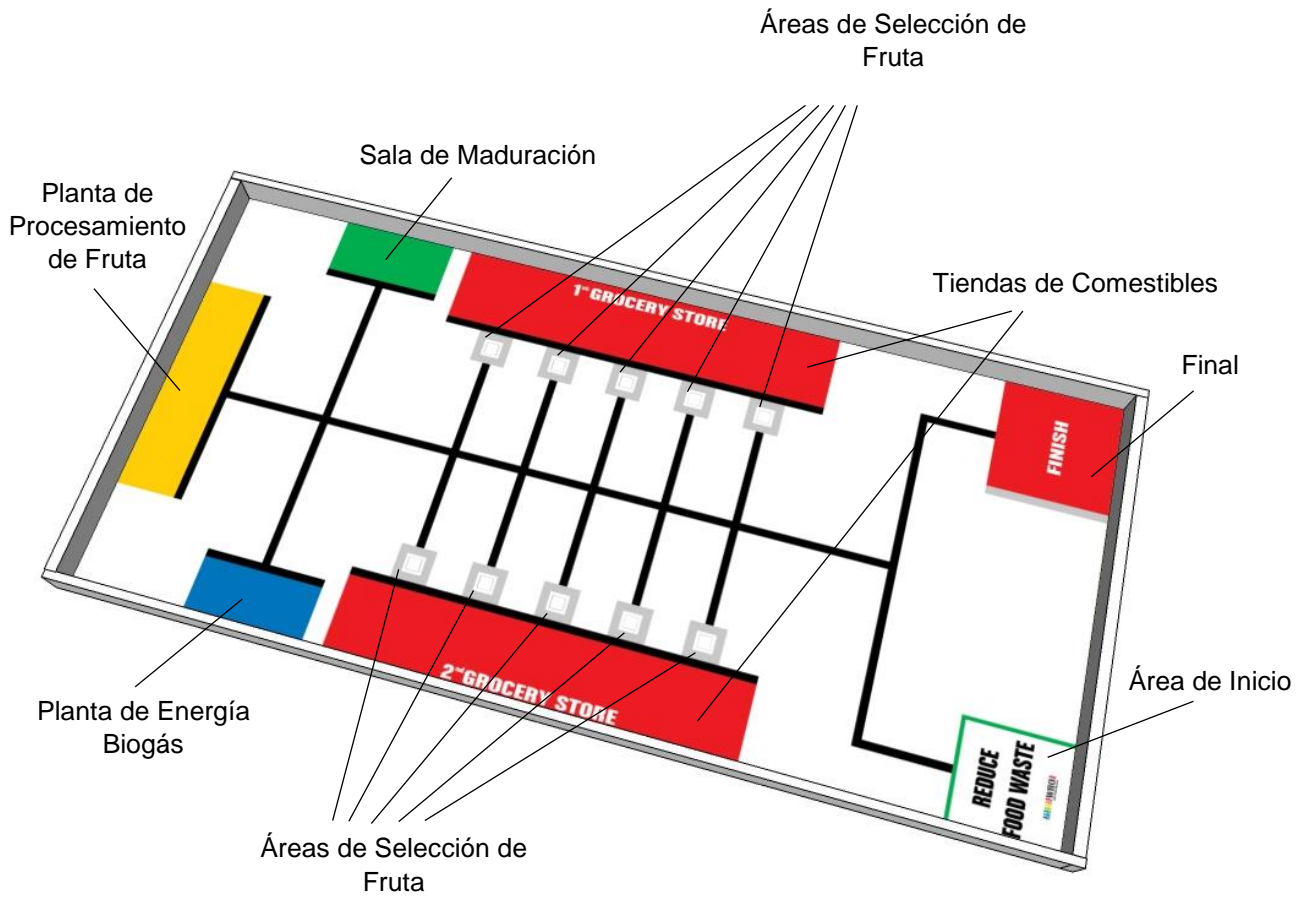 Áreas de Selección de
Fruta
Sala de Maduración
Planta de
Procesamiento
de Fruta
1st GROCERY STORE
Tiendas de Comestibles
Final
FINISH
2nd GROCERY STORE
Área de Inicio
REDUCE
FOOD WASTE
Planta de Energía
Biogás
Áreas de Selección de
Fruta